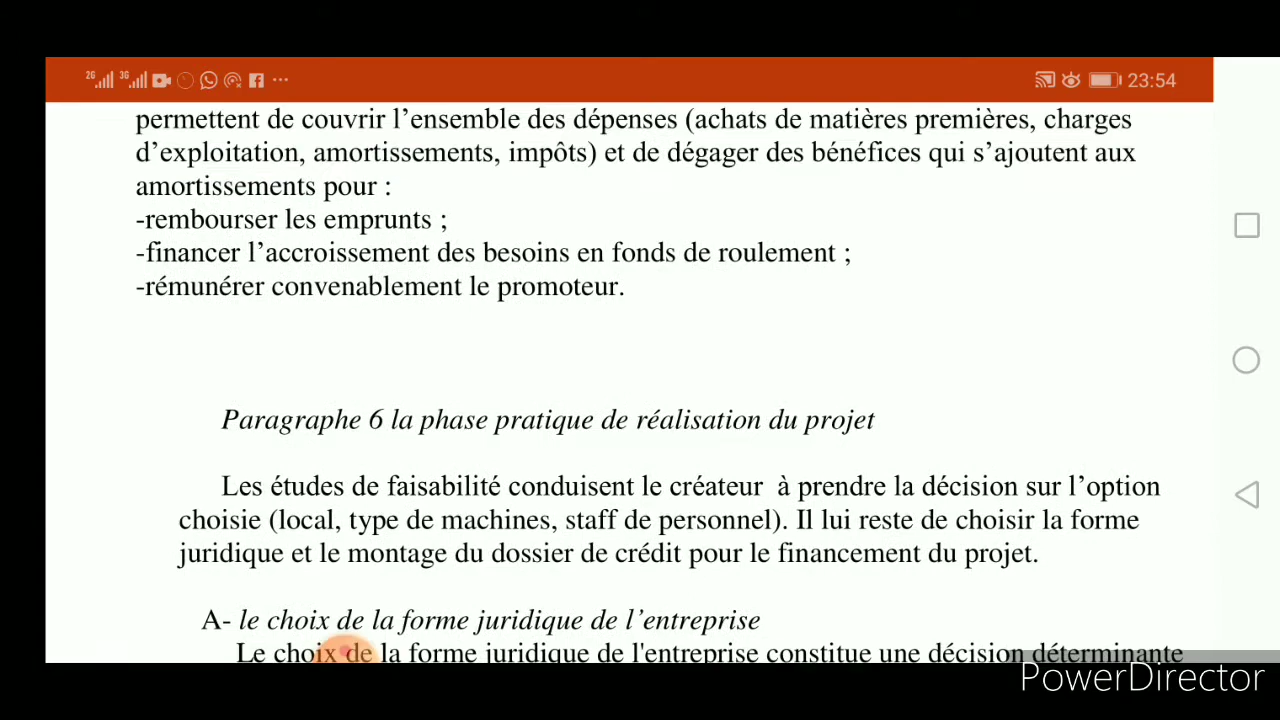 2G 3G 23:54
permettent de couvrir l’ensemble des dépenses (achats de matières premières, charges
d’exploitation, amortissements, impôts) et de dégager des bénéfices qui s’ajoutent aux
amortissements pour :
-rembourser les emprunts ;
-financer l’accroissement des besoins en fonds de roulement ;
-rémunérer convenablement le promoteur.
Paragraphe 6 la phase pratique de réalisation du projet
Les études de faisabilité conduisent le créateur à prendre la décision sur l’option
choisie (local, type de machines, staff de personnel). Il lui reste de choisir la forme
juridique et le montage du dossier de crédit pour le financement du projet.
A- le choix de la forme juridique de l’entreprise
Le choix de la forme juridique de l'entreprise constitue une décision déterminante
PowerDirector